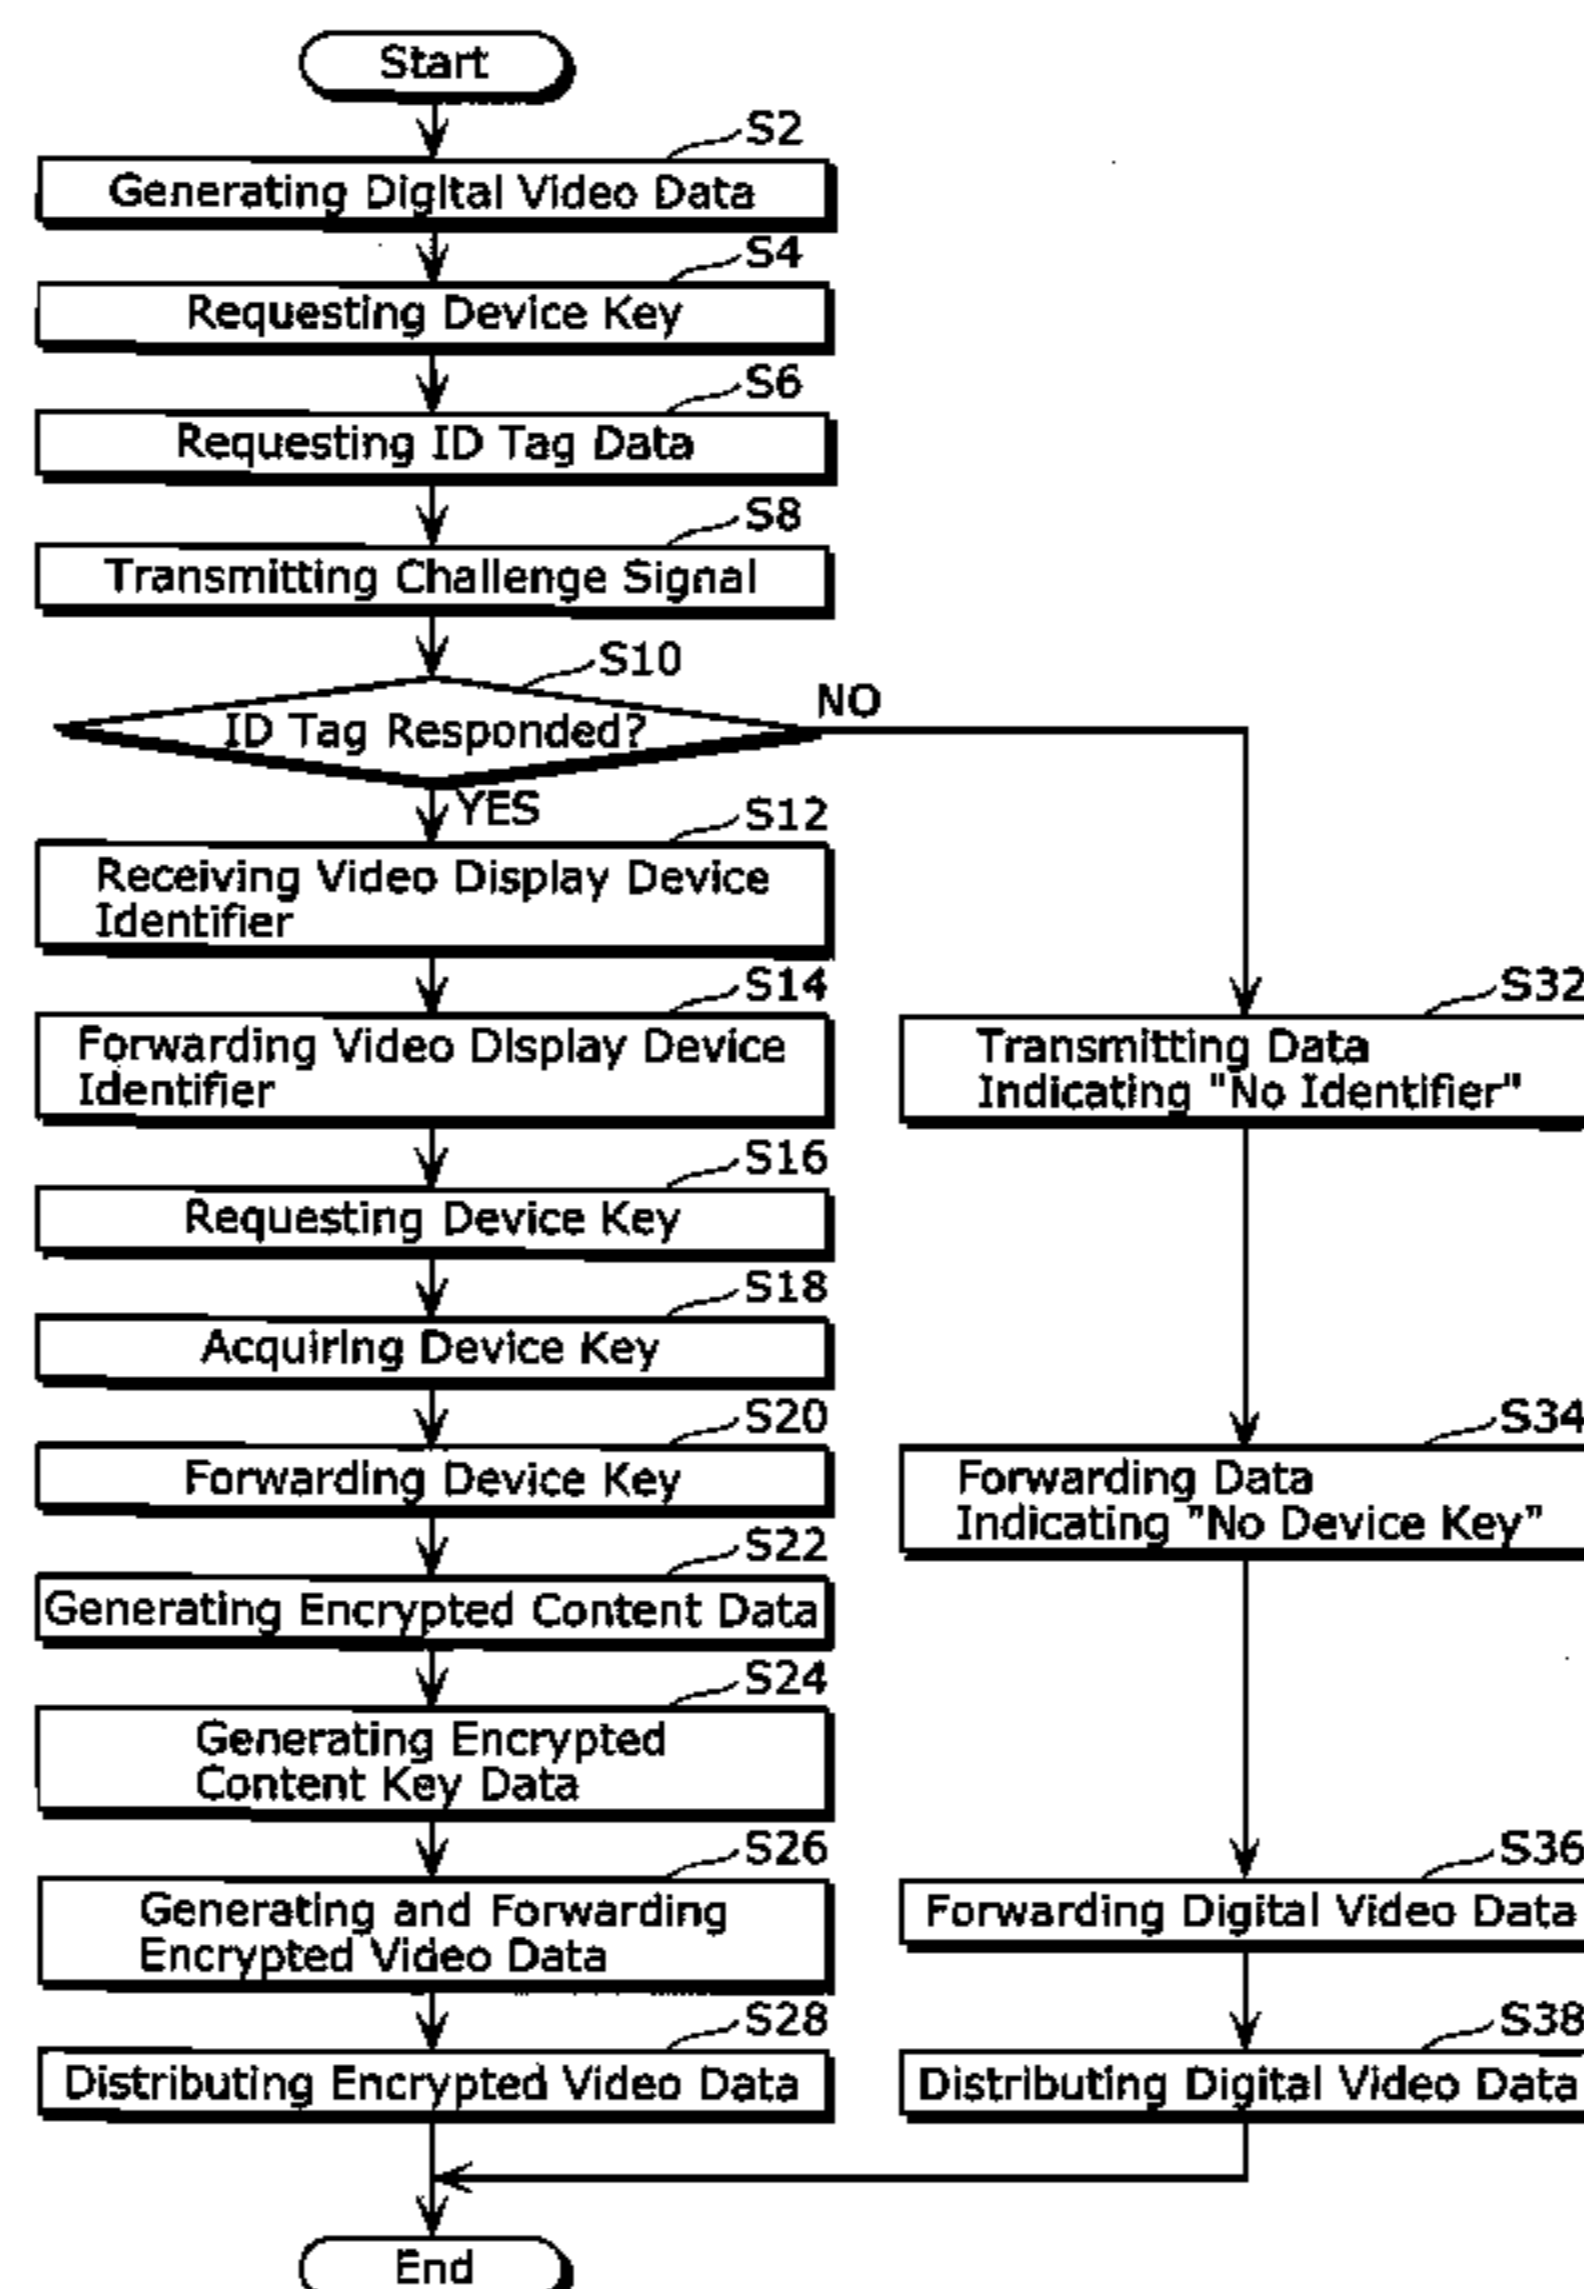 Start
S2
Generating Digital Video Data
S4
Requesting Device Key
S6
Requesting ID Tag Data
S8
Transmitting Challenge Signal
S10
ID Tag Responded?
NO
YES
S12
Receiving Video Display Device
Identifier
S14
Forwarding Video Display Device
Identifier
S32
Transmitting Data
Indicating "No Identifier"
S16
Requesting Device Key
S18
Acquiring Device Key
S20
Forwarding Device Key
S34
Forwarding Data
Indicating "No Device Key"
S22
Generating Encrypted Content Data
S24
Generating Encrypted
Content Key Data
S26
Generating and Forwarding
Encrypted Video Data
S36
Forwarding Digital Video Data
S28
Distributing Encrypted Video Data
S38
Distributing Digital Video Data
End